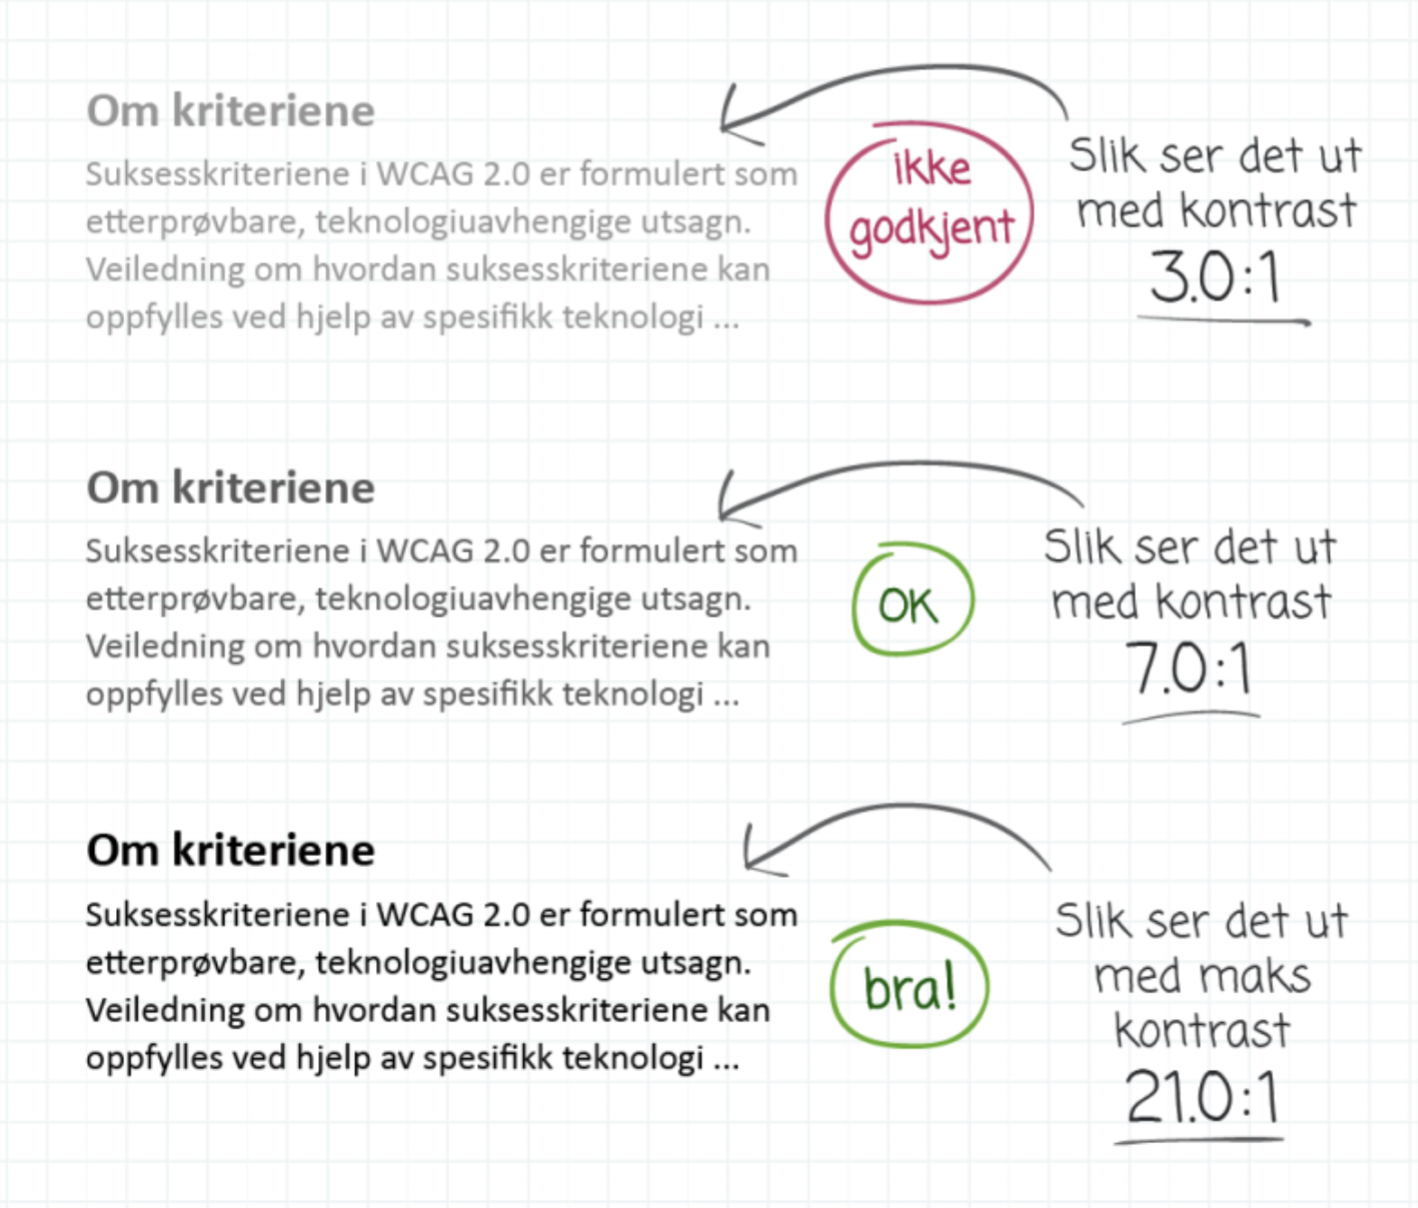 Om kriteriene
Suksesskriteriene i WCAG 2.0 er formulert som
etterprøvbare, teknologiuavhengige utsagn.
Veiledning om hvordan suksesskriteriene kan
oppfylles ved hjelp av spesifikk teknologi ...
ikke
godkjent
Slik ser det ut
med kontrast
3.0:1
Om kriteriene
Suksesskriteriene i WCAG 2.0 er formulert som
etterprøvbare, teknologiuavhengige utsagn.
Veiledning om hvordan suksesskriteriene kan
oppfylles ved hjelp av spesifikk teknologi ...
OK
Slik ser det ut
med kontrast
7.0:1
Om kriteriene
Suksesskriteriene i WCAG 2.0 er formulert som
etterprøvbare, teknologiuavhengige utsagn.
Veiledning om hvordan suksesskriteriene kan
oppfylles ved hjelp av spesifikk teknologi ...
bra!
Slik ser det ut
med maks
kontrast
21.0:1